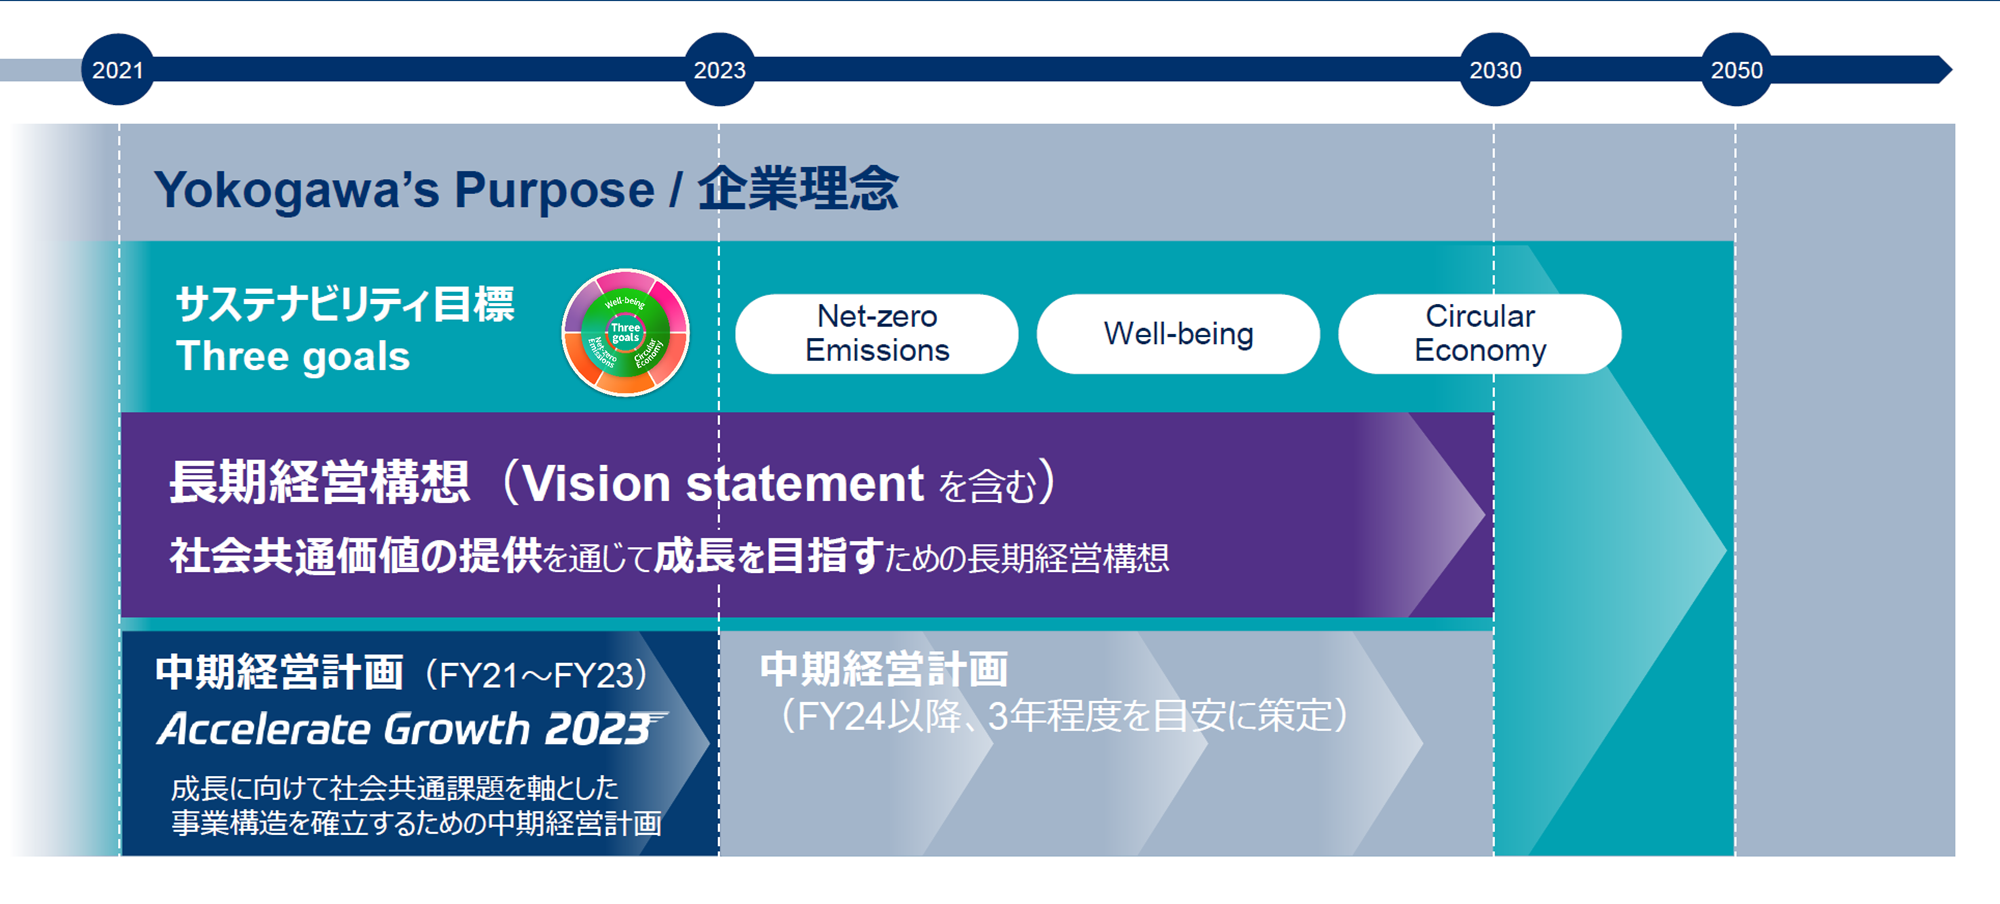 2021
2023
2030
2050
Yokogawa's Purpose / 企業理念
サステナビリティ目標
Three goals
Well-being
Three
goals
Net-zero
Emissions
Circular
Economy
Net-zero
Emissions
Well-being
Circular
Economy
長期経営構想（Vision statement を含む）
社会共通価値の提供を通じて成長を目指すための長期経営構想
中期経営計画（FY21～FY23）
Accelerate Growth 2023
成長に向けて社会共通課題を軸とした
事業構造を確立するための中期経営計画
中期経営計画
（FY24以降、3年程度を目安に策定）